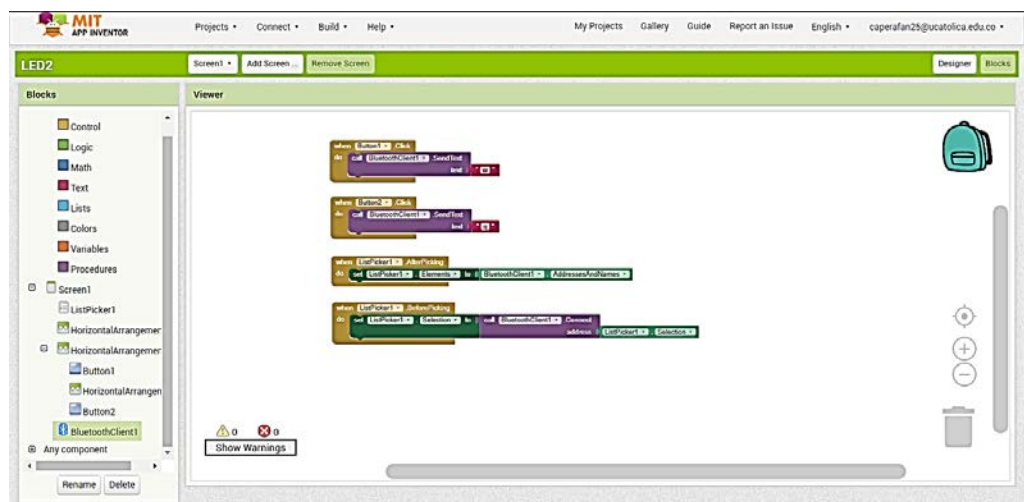 MIT
APP INVENTOR
Projects Connect Build Help My Projects Gallery Guide Report an Issue English caperafan25@ucatolica.edu.co
LED2
Screen1 Add Screen ... Remove Screen Designer Blocks
Blocks Viewer
Control
Logic
Math
Text
Lists
Colors
Variables
Procedures
Screen1
ListPicker1
HorizontalArrangemer
HorizontalArrangemer
Button1
HorizontalArrangen
Button2
BluetoothClient1
Any component
Rename Delete
when Button1 .Click
do call BluetoothClient1 .SendText
text
when Button2 .Click
do call BluetoothClient1 .SendText
text
when ListPicker1 .AfterPicking
do set ListPicker1 . Elements to BluetoothClient1 . AddressesAndNames
when ListPicker1 .BeforePicking
do set ListPicker1 . Selection to call BluetoothClient1 .Connect
address ListPicker1 . Selection
0 0
Show Warnings